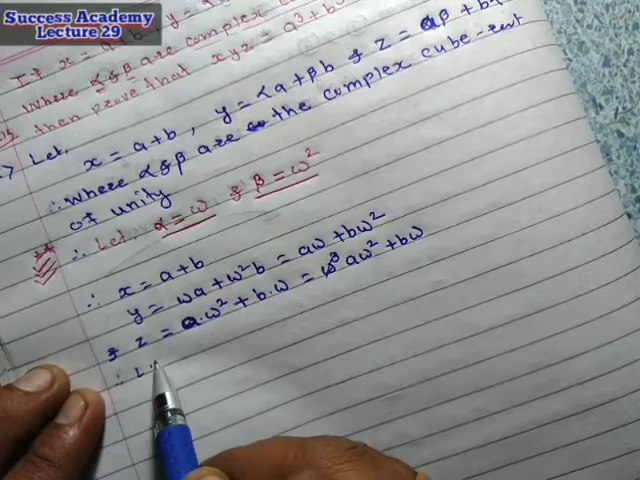 Success Academy
Lecture 29
If x = a+b, y = αa
Where α & β are complex c
then prove that xyz = a³+b³
=> Let,
x = a+b, y = αa+βb & z = aβ + bα
∴ Where α & β are the complex cube-root
of unity
∴ Let α = ω & β = ω²
∴ x = a+b
y = ωa+ω²b = aω+bω²
& z = a.ω²+b.ω = aω²+bω
∴ L